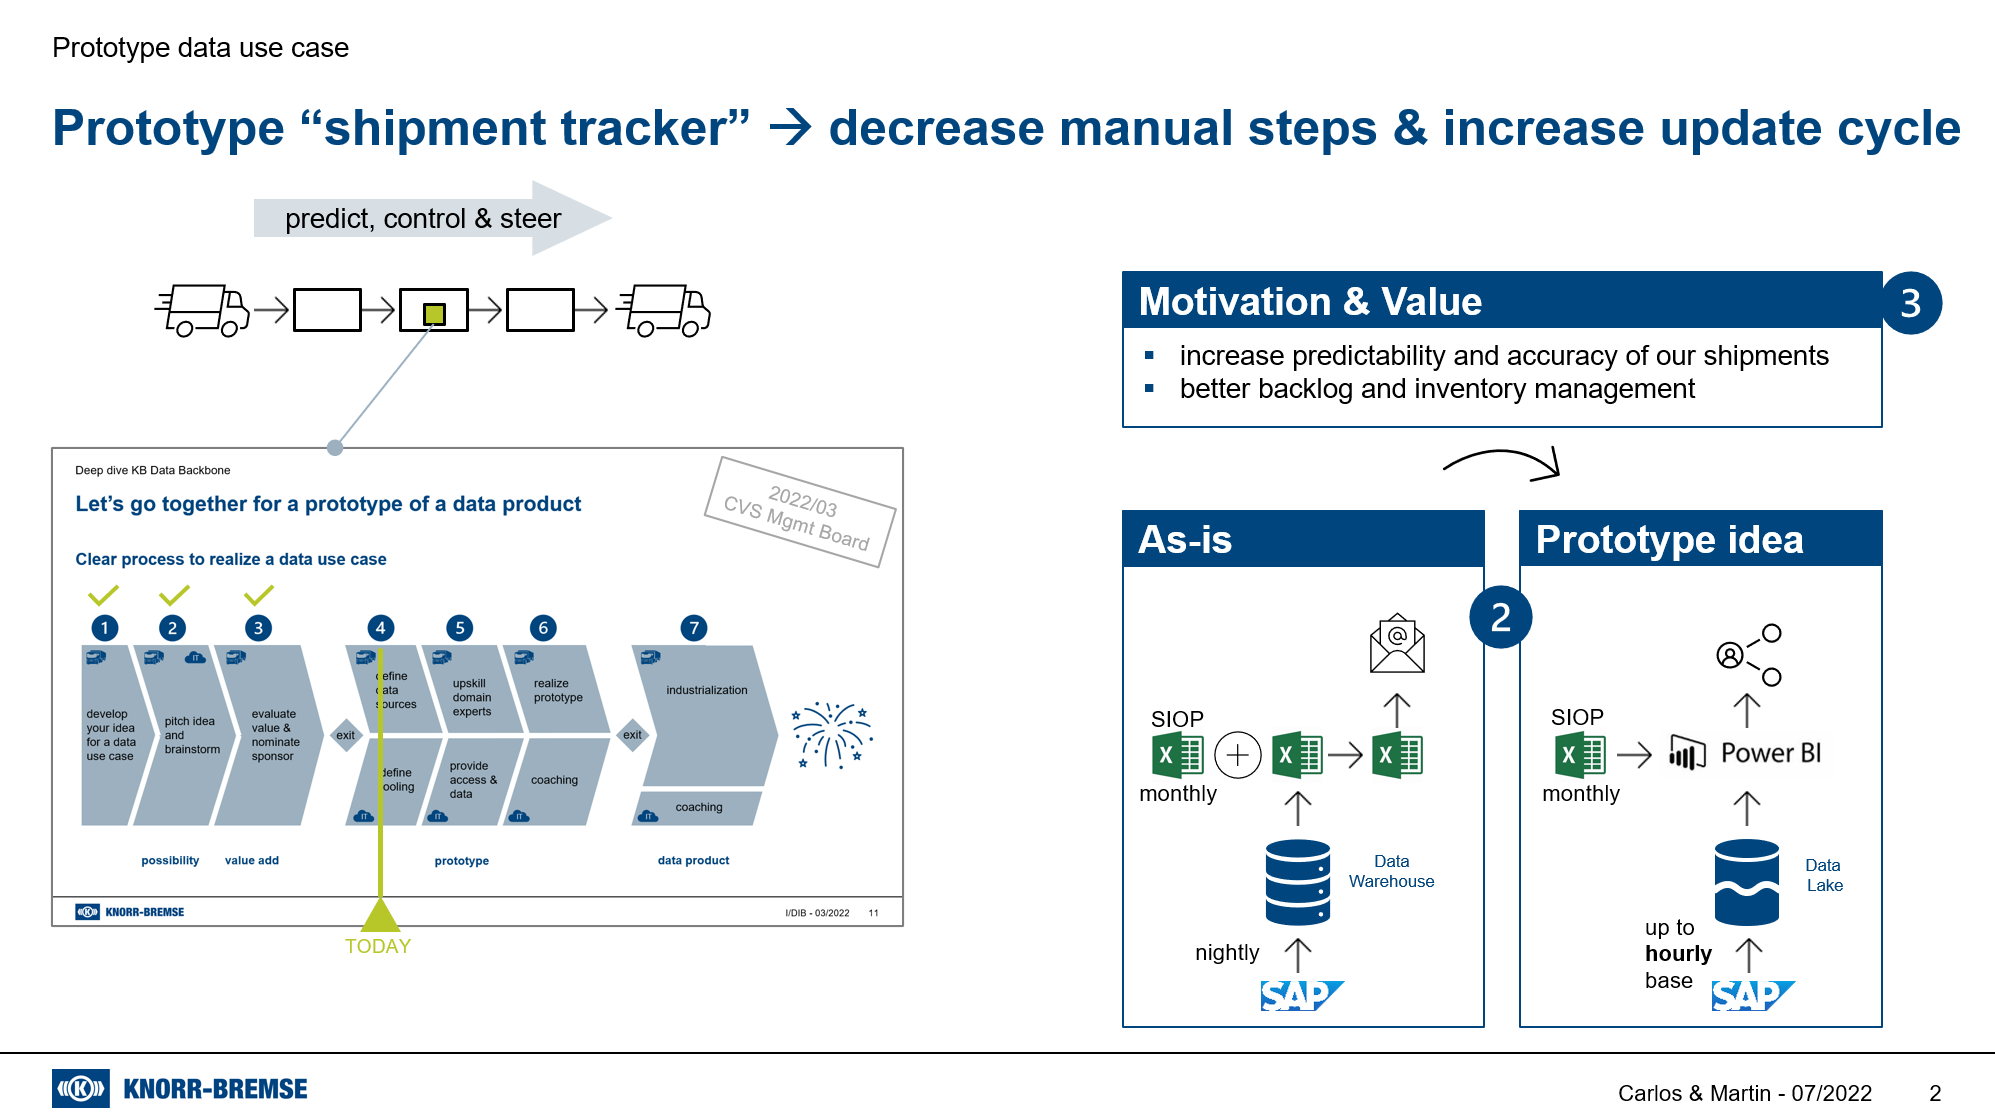 Prototype data use case
Prototype “shipment tracker” → decrease manual steps & increase update cycle
predict, control & steer
Deep dive KB Data Backbone
Let’s go together for a prototype of a data product
2022/03
CVS Mgmt Board
Clear process to realize a data use case
1
2
3
4
5
6
7
IT
develop
your idea
for a data
use case
pitch idea
and
brainstorm
evaluate
value &
nominate
sponsor
exit
define
data
sources
upskill
domain
experts
realize
prototype
define
tooling
provide
access &
data
coaching
IT
IT
IT
exit
industrialization
coaching
IT
possibility
value add
prototype
data product
KNORR-BREMSE
I/DIB - 03/2022
11
TODAY
Motivation & Value
3
▪ increase predictability and accuracy of our shipments
▪ better backlog and inventory management
As-is
2
@
SIOP
X
+
X
X
monthly
Data
Warehouse
nightly
SAP
Prototype idea
SIOP
X
Power BI
monthly
Data
Lake
up to
hourly
base
SAP
K
KNORR-BREMSE
Carlos & Martin - 07/2022
2